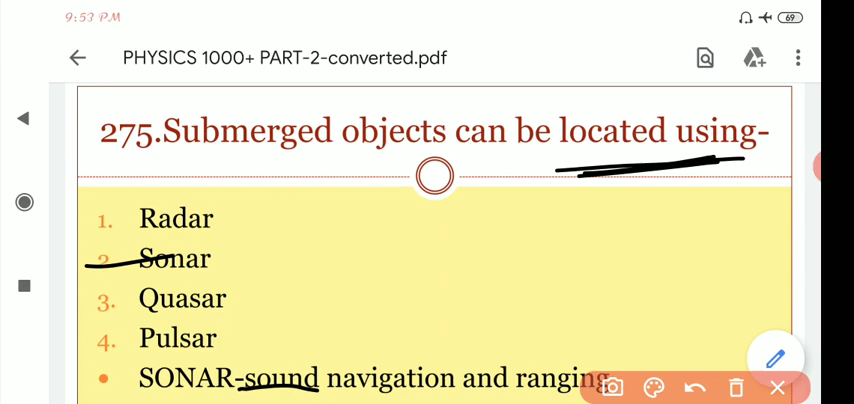 9:53 PM
69
PHYSICS 1000+ PART-2-converted.pdf
275.Submerged objects can be located using-
1. Radar
2. Sonar
3. Quasar
4. Pulsar
• SONAR-sound navigation and ranging